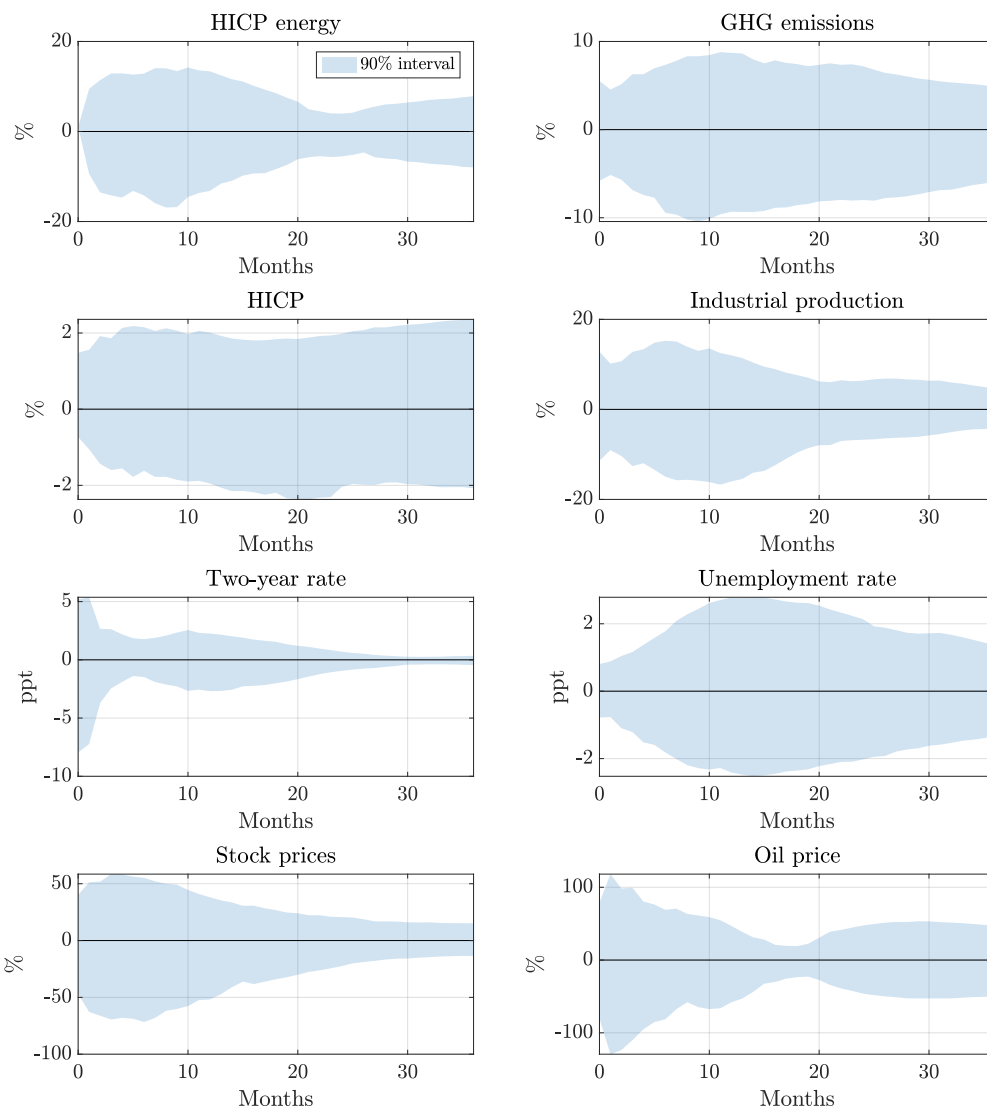 HICP energy
20
90% interval
0
-20
%
0 10 20 30
Months
GHG emissions
10
0
-10
%
0 10 20 30
Months
HICP
2
0
-2
%
0 10 20 30
Months
Industrial production
20
0
-20
%
0 10 20 30
Months
Two-year rate
5
0
-5
-10
ppt
0 10 20 30
Months
Unemployment rate
2
0
-2
ppt
0 10 20 30
Months
Stock prices
50
0
-50
-100
%
0 10 20 30
Months
Oil price
100
0
-100
%
0 10 20 30
Months